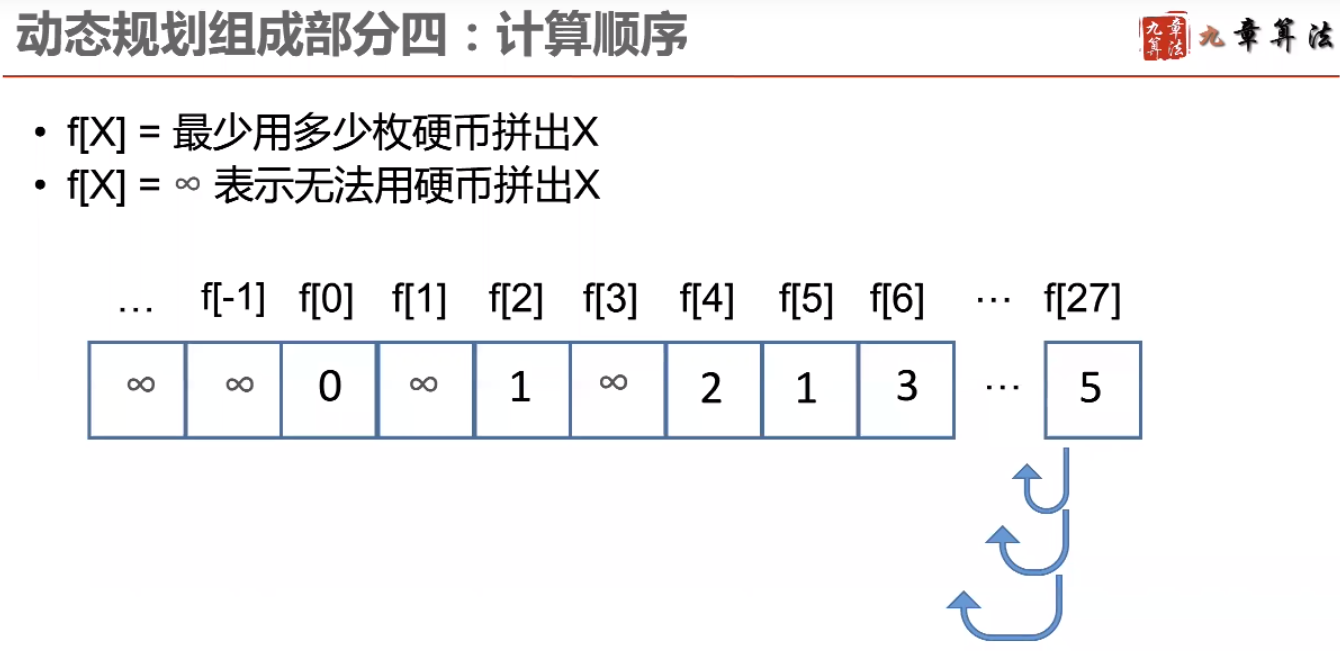 动态规划组成部分四：计算顺序
九章算法 九章算法
• f[X] = 最少用多少枚硬币拼出X
• f[X] = ∞ 表示无法用硬币拼出X
… f[-1] f[0] f[1] f[2] f[3] f[4] f[5] f[6] … f[27]
∞ ∞ 0 ∞ 1 ∞ 2 1 3 … 5